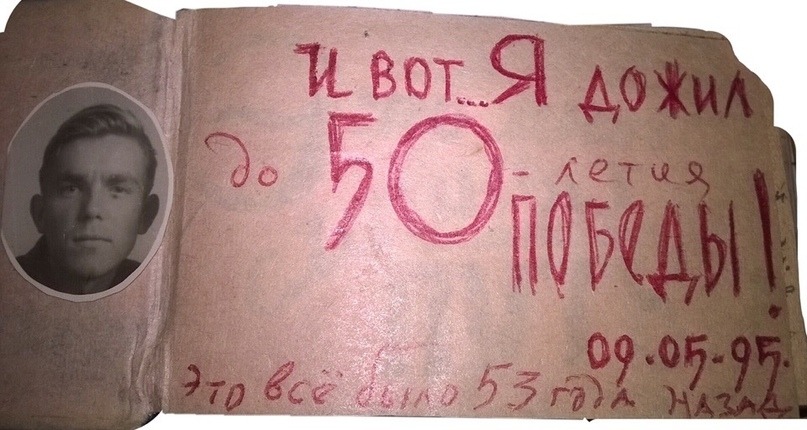 И ВОТ...Я ДОЖИЛ
до 50-летия
ПОБЕДЫ!
09.05-95.
Это всё было 53 года НАЗАД